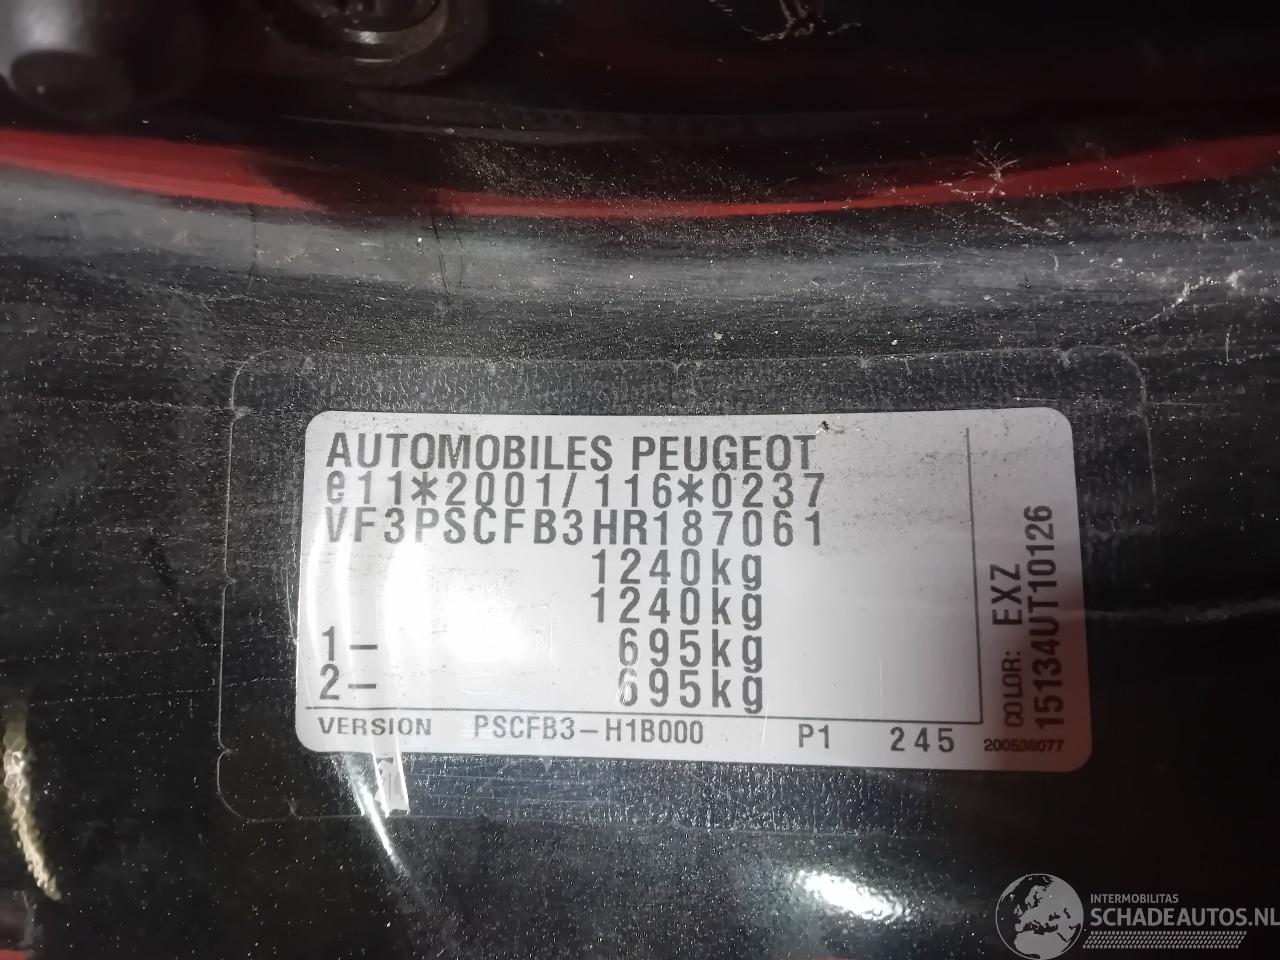 AUTOMOBILES PEUGEOT
e11*2001/116*0237
VF3PSCFB3HR187061
1240kg
1240kg
1- 695kg
2- 695kg
VERSION PSCFB3-H1B000 P1 245
COLOR: EXZ
15134UT10126
200536077
INTERMOBILITAS
SCHADEAUTOS.NL